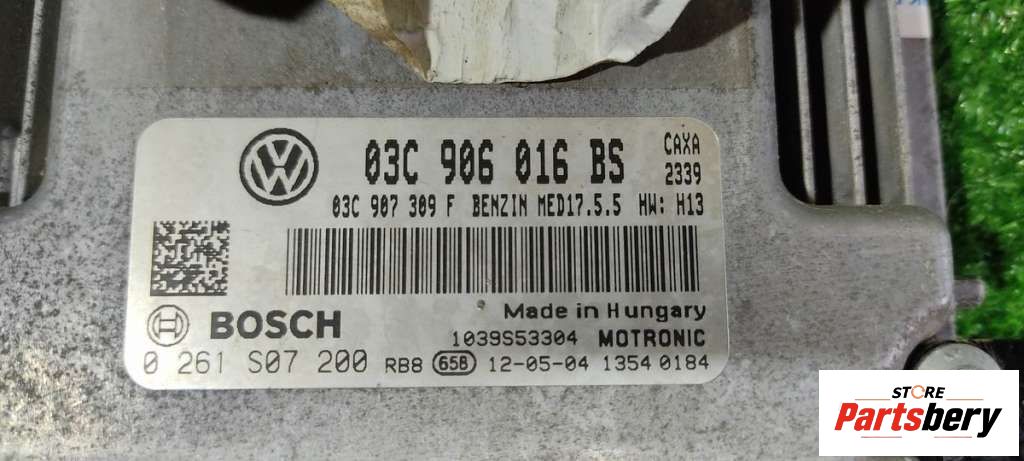 03C 906 016 BS CAXA
2339
03C 907 309 F BENZIN MED17.5.5 HW: H13
Made in Hungary
BOSCH 1039S53304 MOTRONIC
0 261 S07 200 RB8 65B 12-05-04 1354 0184
STORE
Partsbery